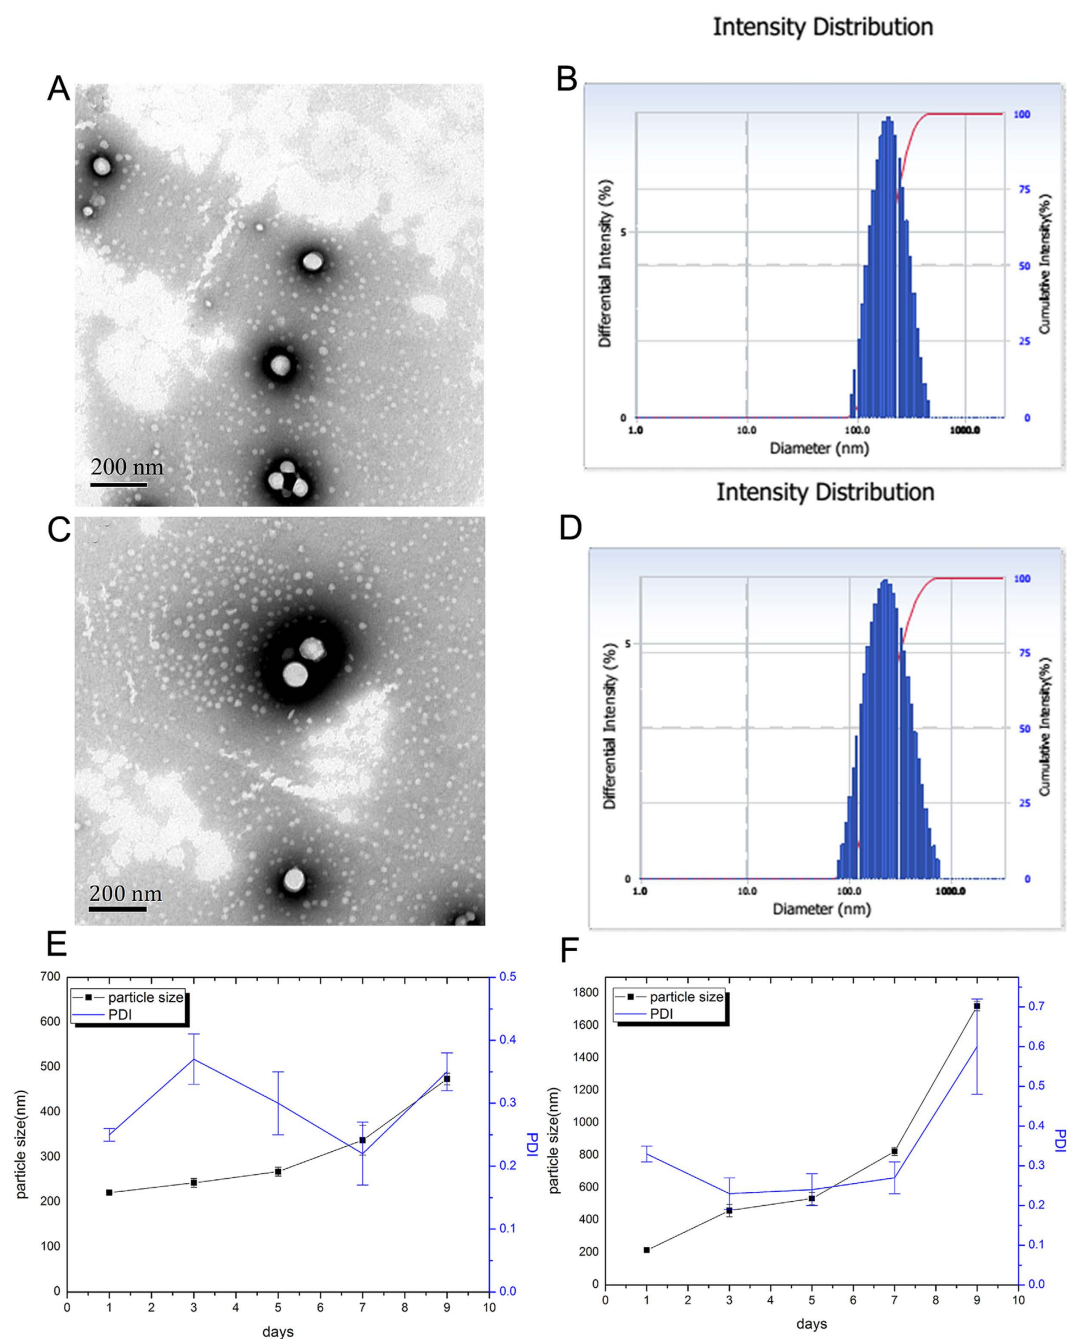 Intensity Distribution
A
200 nm
B
Differential Intensity (%)
5
0
100
75
50
25
0
Cumulative Intensity(%)
1.0
10.0
100.0
1000.0
Diameter (nm)
Intensity Distribution
C
200 nm
D
Differential Intensity (%)
5
0
100
75
50
25
0
Cumulative Intensity(%)
1.0
10.0
100.0
1000.0
Diameter (nm)
E
particle size
PDI
particle size(nm)
700
600
500
400
300
200
100
0
0.5
0.4
0.3
0.2
0.1
0.0
PDI
0 1 2 3 4 5 6 7 8 9 10
days
F
particle size
PDI
particle size(nm)
1800
1600
1400
1200
1000
800
600
400
200
0
0.7
0.6
0.5
0.4
0.3
0.2
0.1
0.0
PDI
0 1 2 3 4 5 6 7 8 9 10
days